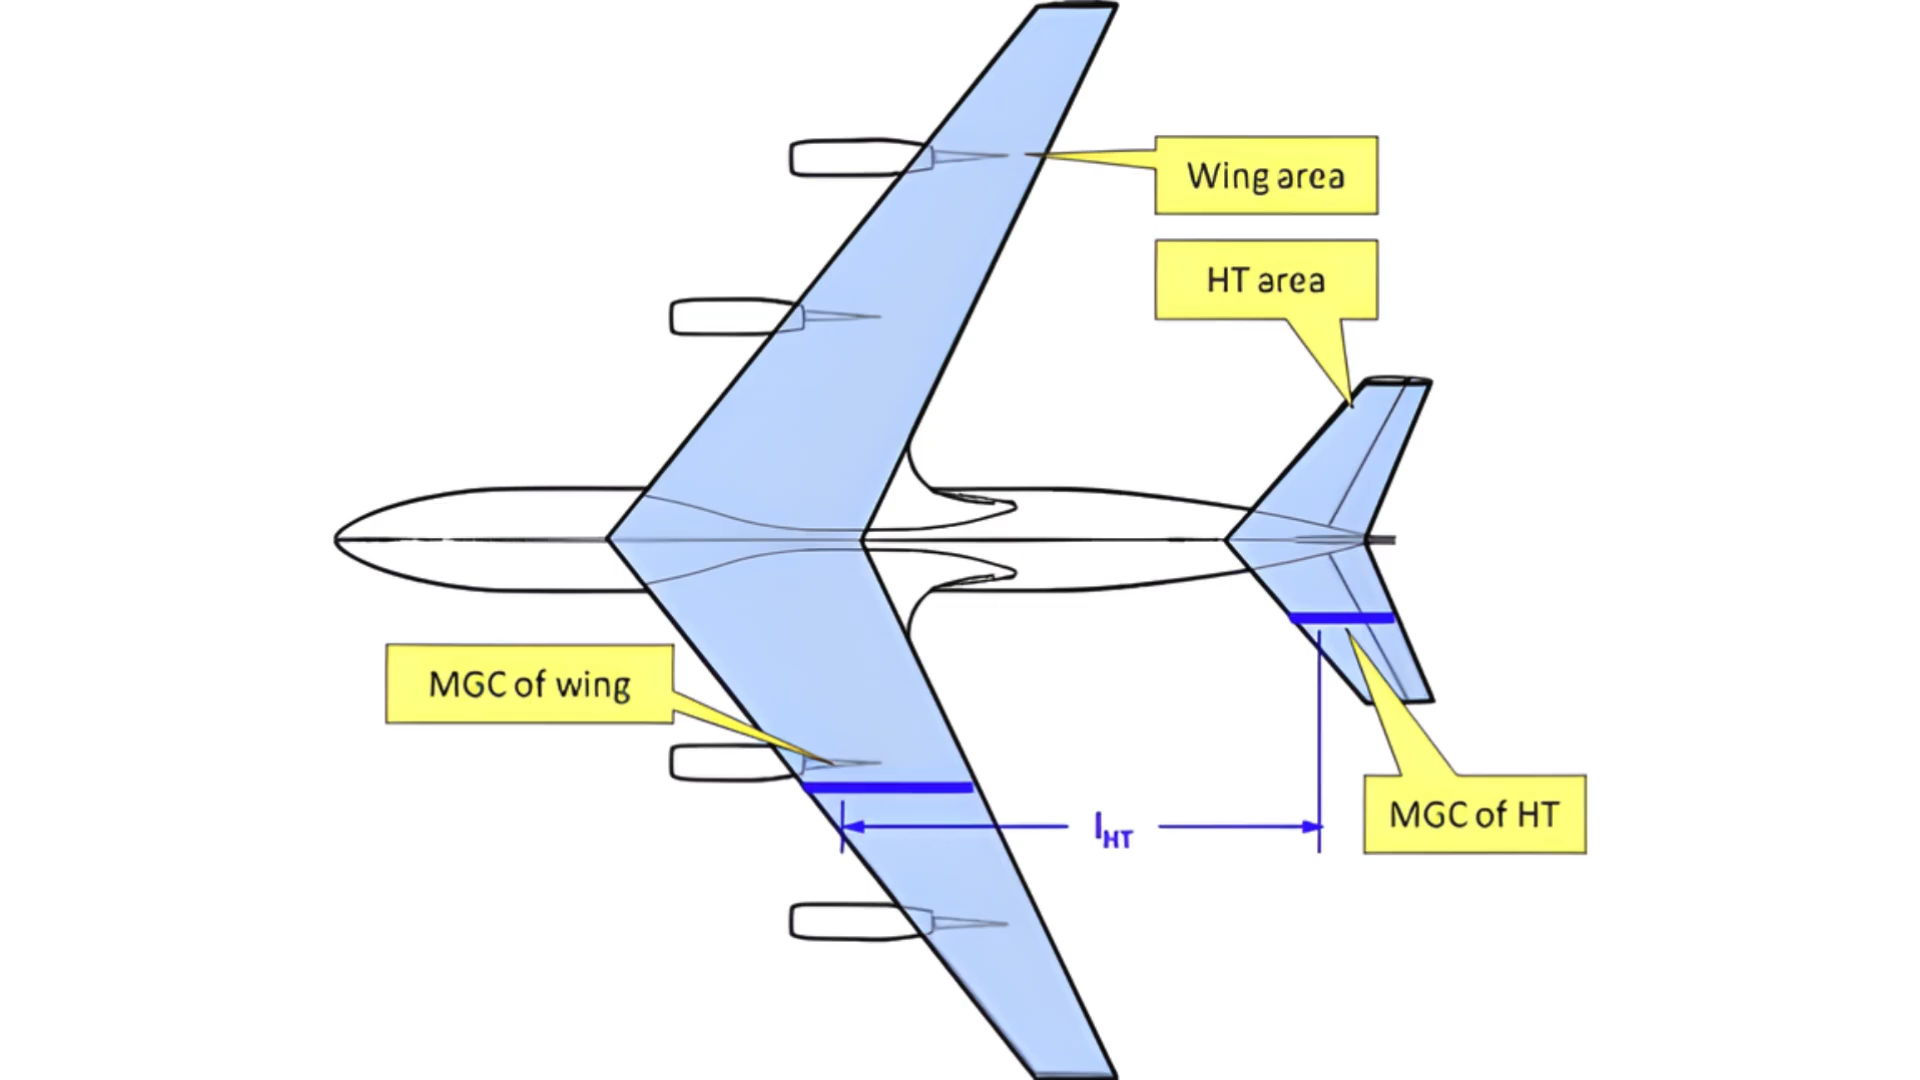 Wing area
HT area
MGC of wing
lHT
MGC of HT